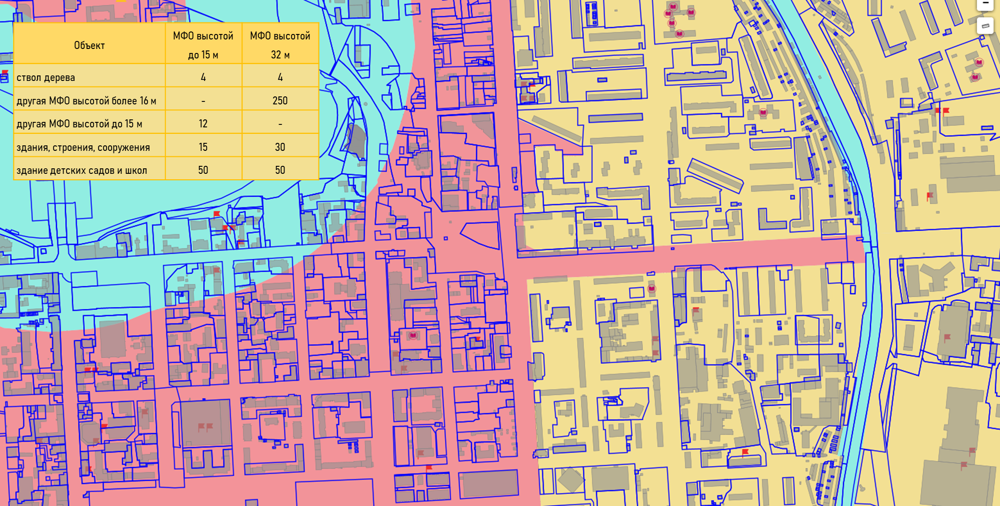 Объект
МФО высотой
до 15 м
МФО высотой
32 м
ствол дерева 4 4
другая МФО высотой более 16 м - 250
другая МФО высотой до 15 м 12 -
здания, строения, сооружения 15 30
здание детских садов и школ 50 50